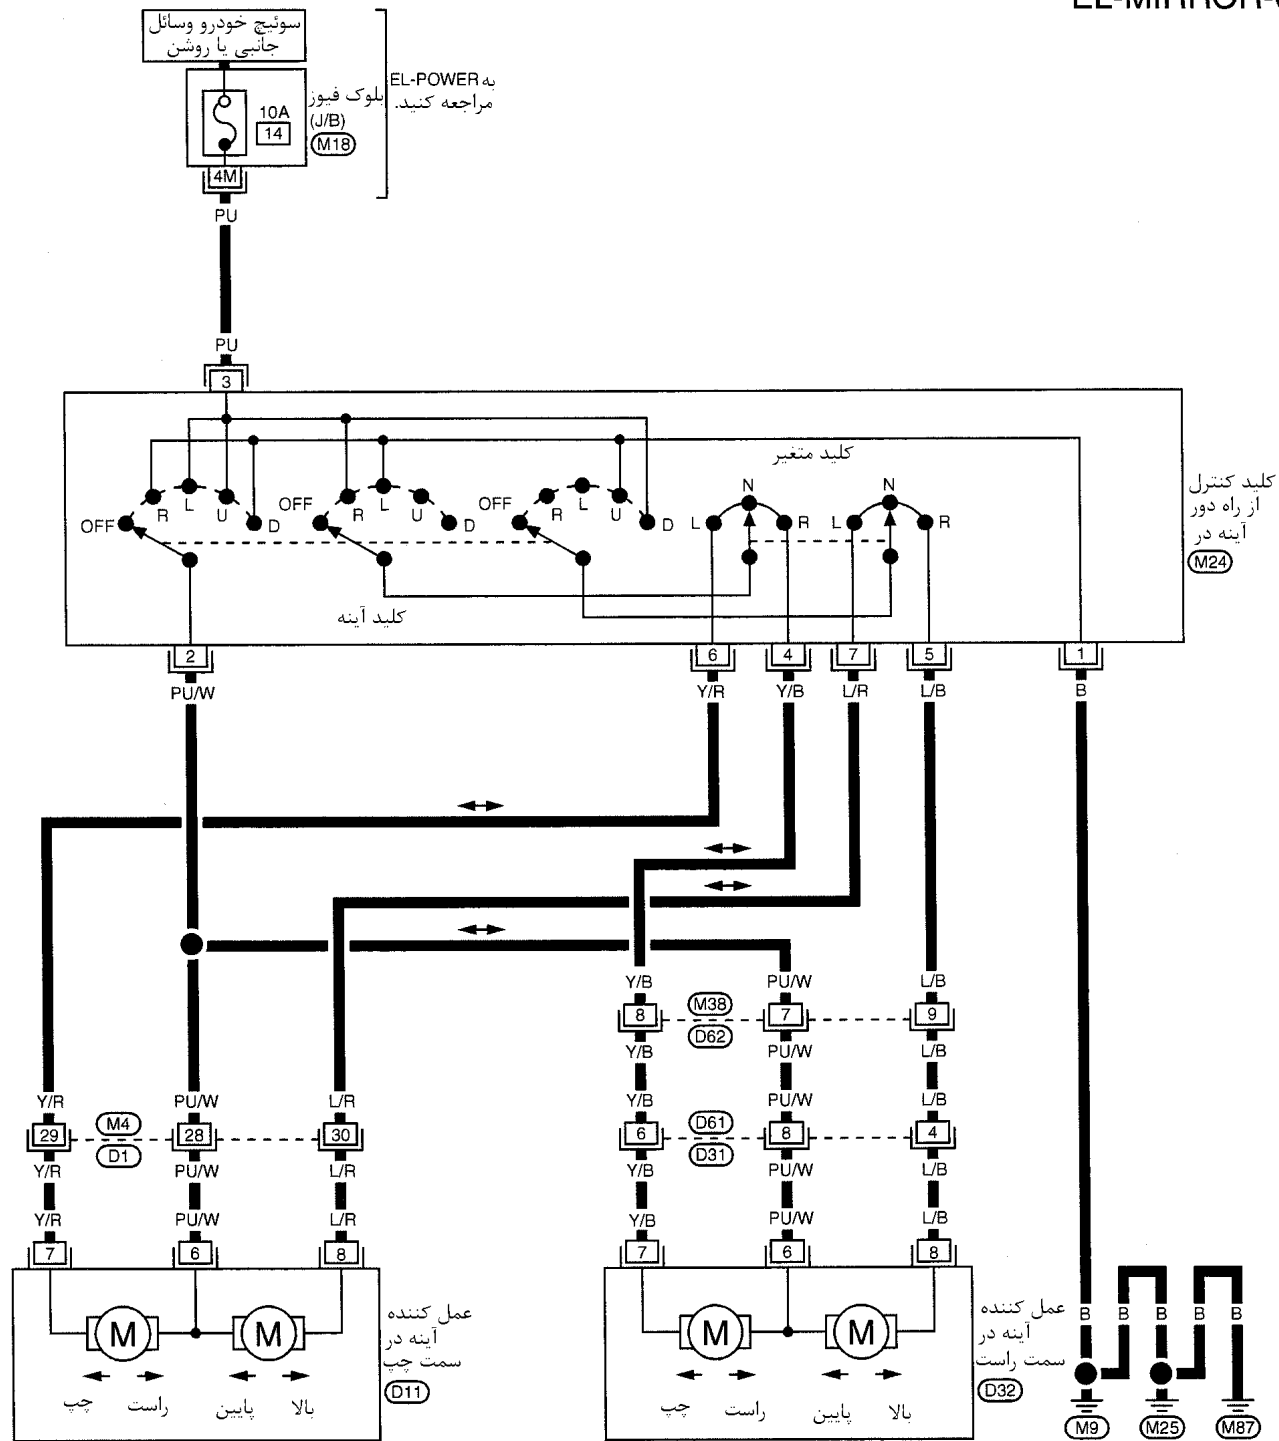 EL-MIRROR-
سوئیچ خودرو وسائل
جانبی یا روشن
به EL-POWER
مراجعه کنید.
بلوک فیوز
(J/B)
M18
10A
14
4M
PU
PU
3
کلید متغیر
OFF R L U D
OFF R L U D
OFF R L U D
L N R
L N R
کلید آینه
کلید کنترل
از راه دور
آینه در
M24
2 6 4 7 5 1
PU/W Y/R Y/B L/R L/B B
Y/B PU/W L/B
8 M38 7 9
D62
Y/B PU/W L/B
Y/R PU/W L/R Y/B PU/W L/B
29 M4 28 30 6 D61 8 4
D1 D31
Y/R PU/W L/R Y/B PU/W L/B
Y/R PU/W L/R Y/B PU/W L/B
7 6 8 7 6 8
M M
چپ راست پایین بالا
عمل کننده
آینه در
سمت چپ
D11
M M
چپ راست پایین بالا
عمل کننده
آینه در
سمت راست
D32
B B B B B
M9 M25 M87